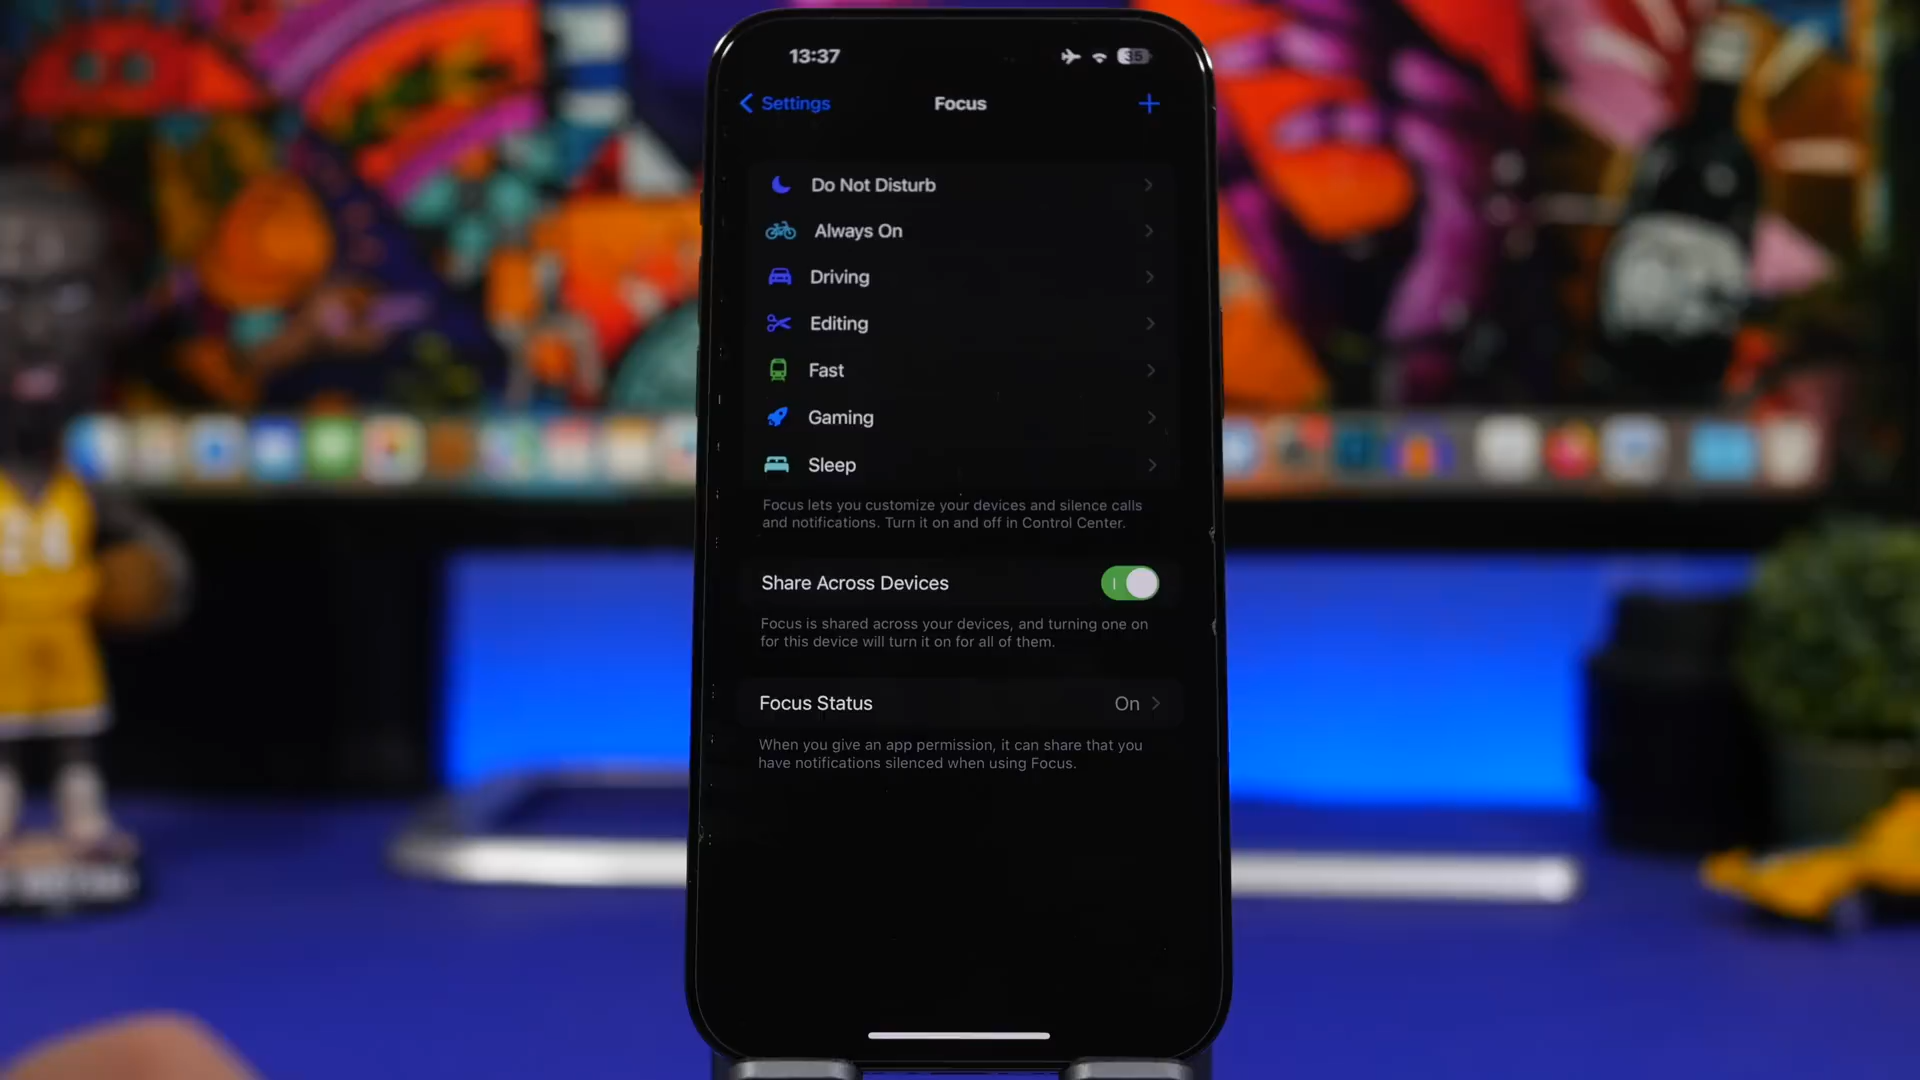 13:37
35
Settings
Focus
Do Not Disturb
Always On
Driving
Editing
Fast
Gaming
Sleep
Focus lets you customize your devices and silence calls
and notifications. Turn it on and off in Control Center.
Share Across Devices
Focus is shared across your devices, and turning one on
for this device will turn it on for all of them.
Focus Status
On
When you give an app permission, it can share that you
have notifications silenced when using Focus.
24